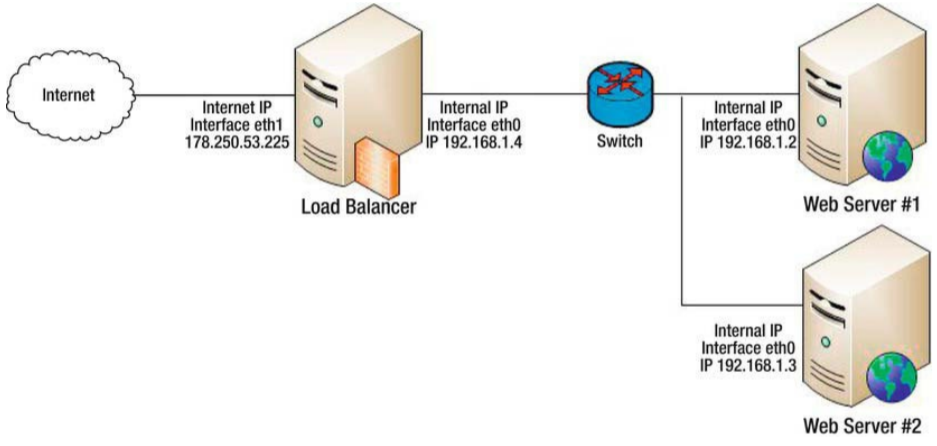 Internet
Internet IP
Interface eth1
178.250.53.225
Load Balancer
Internal IP
Interface eth0
IP 192.168.1.4
Switch
Internal IP
Interface eth0
IP 192.168.1.2
Web Server #1
Internal IP
Interface eth0
IP 192.168.1.3
Web Server #2